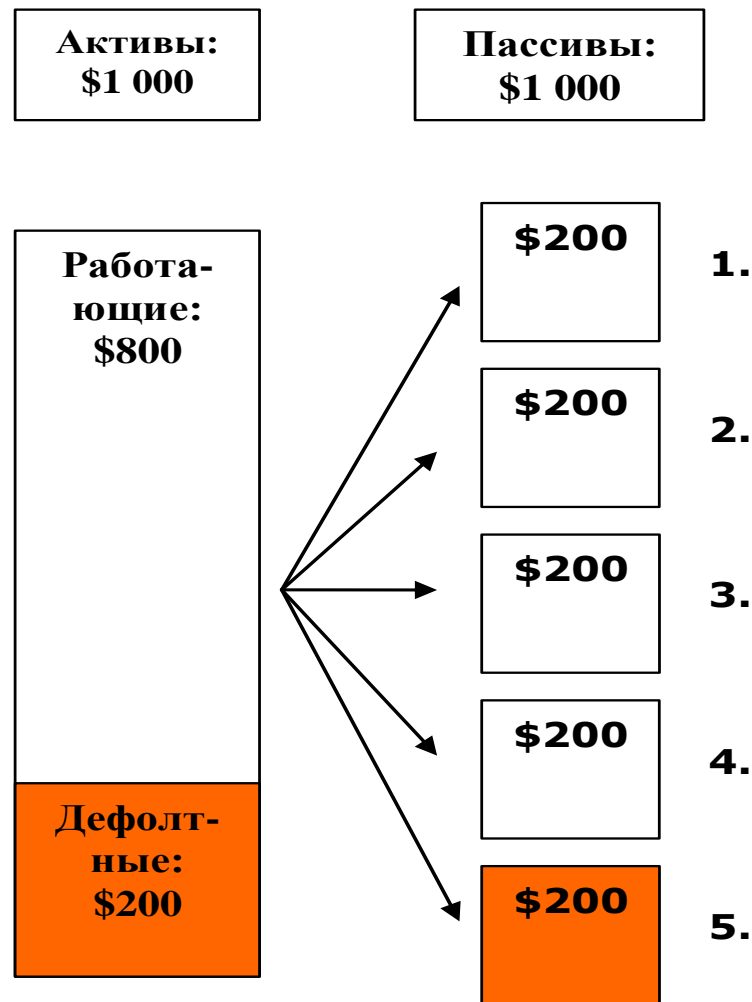 Активы:
$1 000
Пассивы:
$1 000
Работа-
ющие:
$800
Дефолт-
ные:
$200
$200
1.
$200
2.
$200
3.
$200
4.
$200
5.